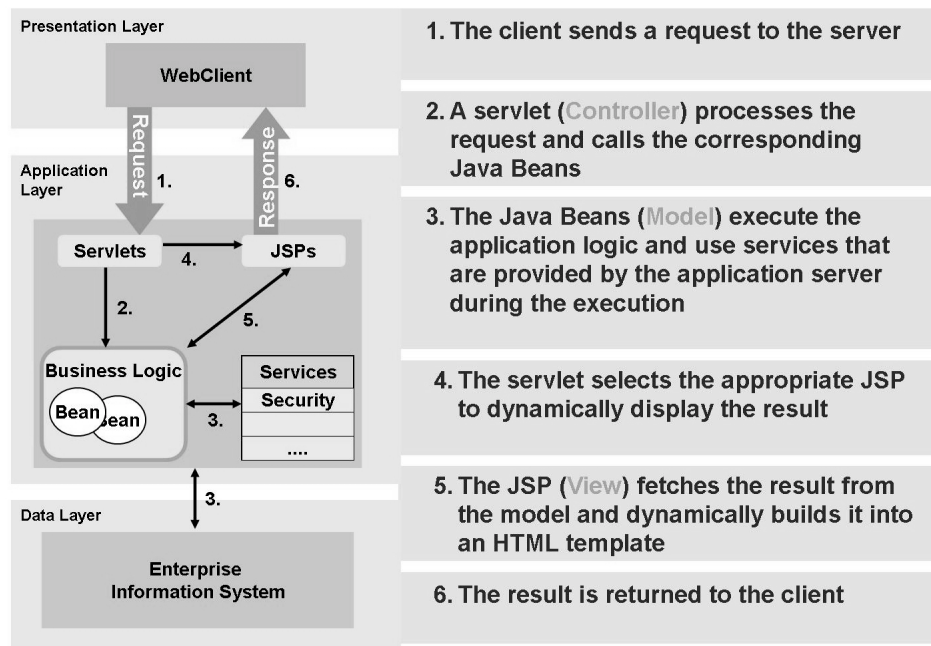 Presentation Layer
WebClient
Request
1.
Response
6.
Application
Layer
Servlets
4.
JSPs
2.
5.
Business Logic
Bean
Bean
3.
Services
Security
....
3.
Data Layer
Enterprise
Information System
1. The client sends a request to the server
2. A servlet (Controller) processes the
request and calls the corresponding
Java Beans
3. The Java Beans (Model) execute the
application logic and use services that
are provided by the application server
during the execution
4. The servlet selects the appropriate JSP
to dynamically display the result
5. The JSP (View) fetches the result from
the model and dynamically builds it into
an HTML template
6. The result is returned to the client